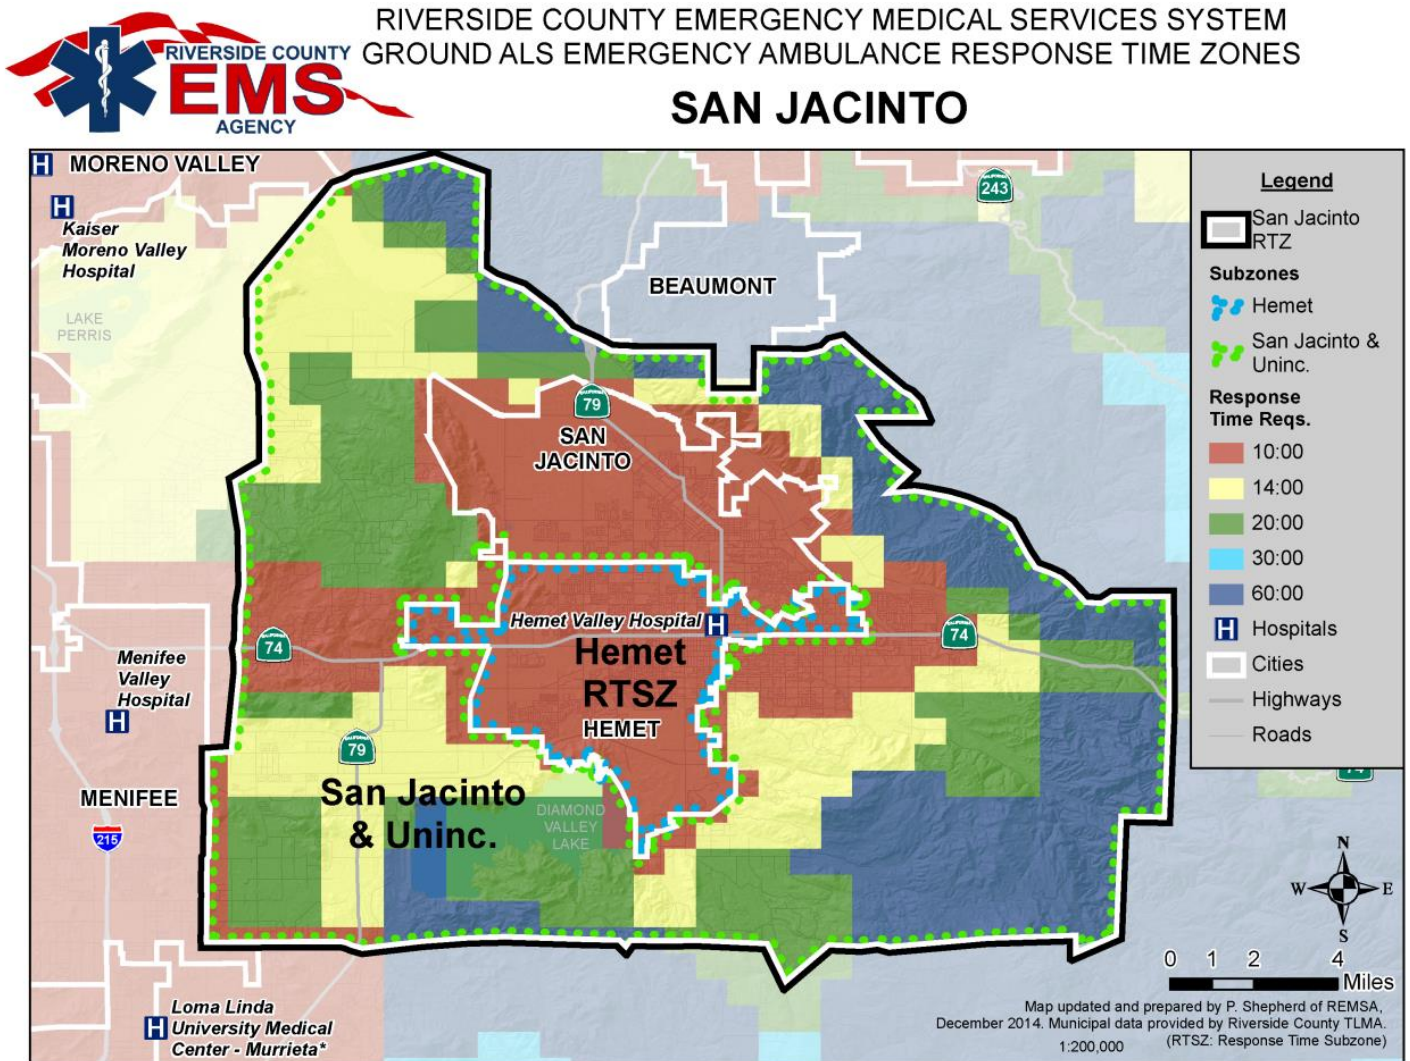 RIVERSIDE COUNTY EMERGENCY MEDICAL SERVICES SYSTEM
GROUND ALS EMERGENCY AMBULANCE RESPONSE TIME ZONES
SAN JACINTO
RIVERSIDE COUNTY
EMS
AGENCY
H MORENO VALLEY
H
Kaiser
Moreno Valley
Hospital
LAKE
PERRIS
BEAUMONT
243
79
SAN
JACINTO
Hemet Valley Hospital H
Hemet
RTSZ
HEMET
74
74
Menifee
Valley
Hospital
H
79
MENIFEE
215
San Jacinto
& Uninc.
DIAMOND
VALLEY
LAKE
Loma Linda
H University Medical
Center - Murrieta*
Legend
San Jacinto
RTZ
Subzones
Hemet
San Jacinto &
Uninc.
Response
Time Reqs.
10:00
14:00
20:00
30:00
60:00
H Hospitals
Cities
Highways
Roads
74
N
W E
S
0 1 2 4
Miles
Map updated and prepared by P. Shepherd of REMSA,
December 2014. Municipal data provided by Riverside County TLMA.
1:200,000 (RTSZ: Response Time Subzone)